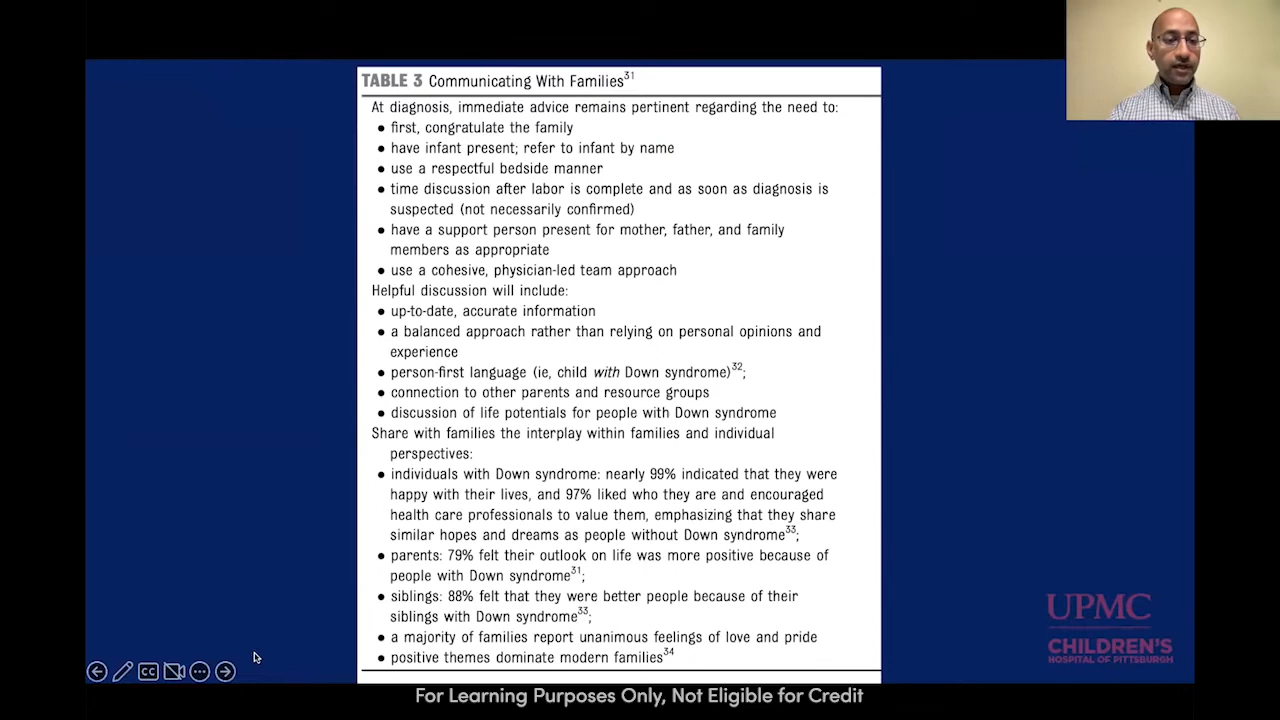 TABLE 3 Communicating With Families31
At diagnosis, immediate advice remains pertinent regarding the need to:
• first, congratulate the family
• have infant present; refer to infant by name
• use a respectful bedside manner
• time discussion after labor is complete and as soon as diagnosis is
suspected (not necessarily confirmed)
• have a support person present for mother, father, and family
members as appropriate
• use a cohesive, physician-led team approach
Helpful discussion will include:
• up-to-date, accurate information
• a balanced approach rather than relying on personal opinions and
experience
• person-first language (ie, child with Down syndrome)32;
• connection to other parents and resource groups
• discussion of life potentials for people with Down syndrome
Share with families the interplay within families and individual
perspectives:
• individuals with Down syndrome: nearly 99% indicated that they were
happy with their lives, and 97% liked who they are and encouraged
health care professionals to value them, emphasizing that they share
similar hopes and dreams as people without Down syndrome33;
• parents: 79% felt their outlook on life was more positive because of
people with Down syndrome31;
• siblings: 88% felt that they were better people because of their
siblings with Down syndrome33;
• a majority of families report unanimous feelings of love and pride
• positive themes dominate modern families34
UPMC
CHILDREN'S
HOSPITAL OF PITTSBURGH
CC
For Learning Purposes Only, Not Eligible for Credit